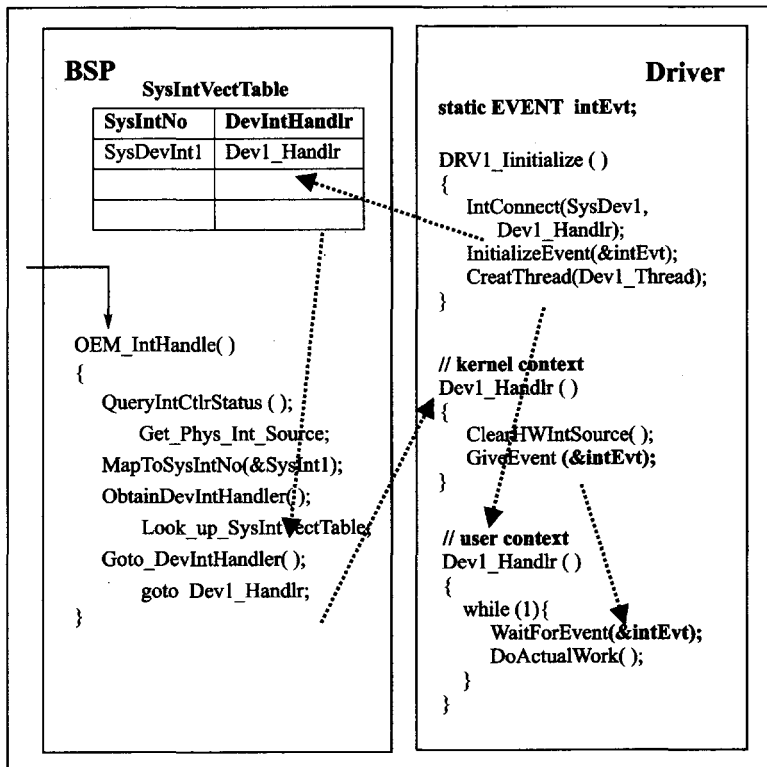 BSP
SysIntVectTable
SysIntNo DevIntHandlr
SysDevInt1 Dev1_Handlr
OEM_IntHandle( )
{
QueryIntCtlrStatus ( );
Get_Phys_Int_Source;
MapToSysIntNo(&SysInt1);
ObtainDevIntHandler( );
Look_up_SysIntVectTable;
Goto_DevIntHandler( );
goto Dev1_Handlr;
}
Driver
static EVENT intEvt;
DRV1_Iinitialize ( )
{
IntConnect(SysDev1,
Dev1_Handlr);
InitializeEvent(&intEvt);
CreatThread(Dev1_Thread);
}
// kernel context
Dev1_Handlr ( )
{
ClearHWIntSource( );
GiveEvent (&intEvt);
}
// user context
Dev1_Handlr ( )
{
while (1){
WaitForEvent(&intEvt);
DoActualWork( );
}
}